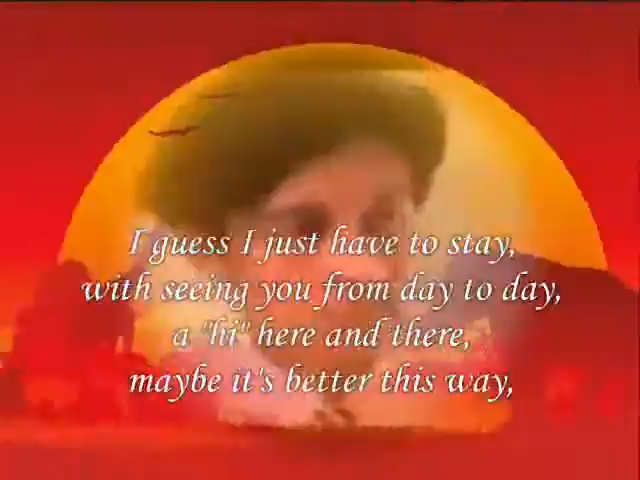 I guess I just have to stay,
with seeing you from day to day,
a "hi" here and there,
maybe it's better this way,